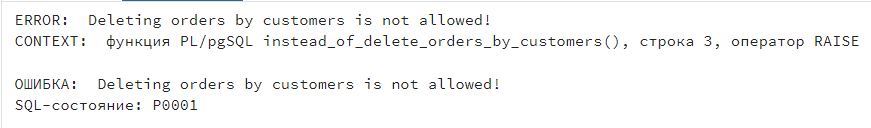 ERROR:  Deleting orders by customers is not allowed!
CONTEXT:  функция PL/pgSQL instead_of_delete_orders_by_customers(), строка 3, оператор RAISE
ОШИБКА:  Deleting orders by customers is not allowed!
SQL-состояние: P0001